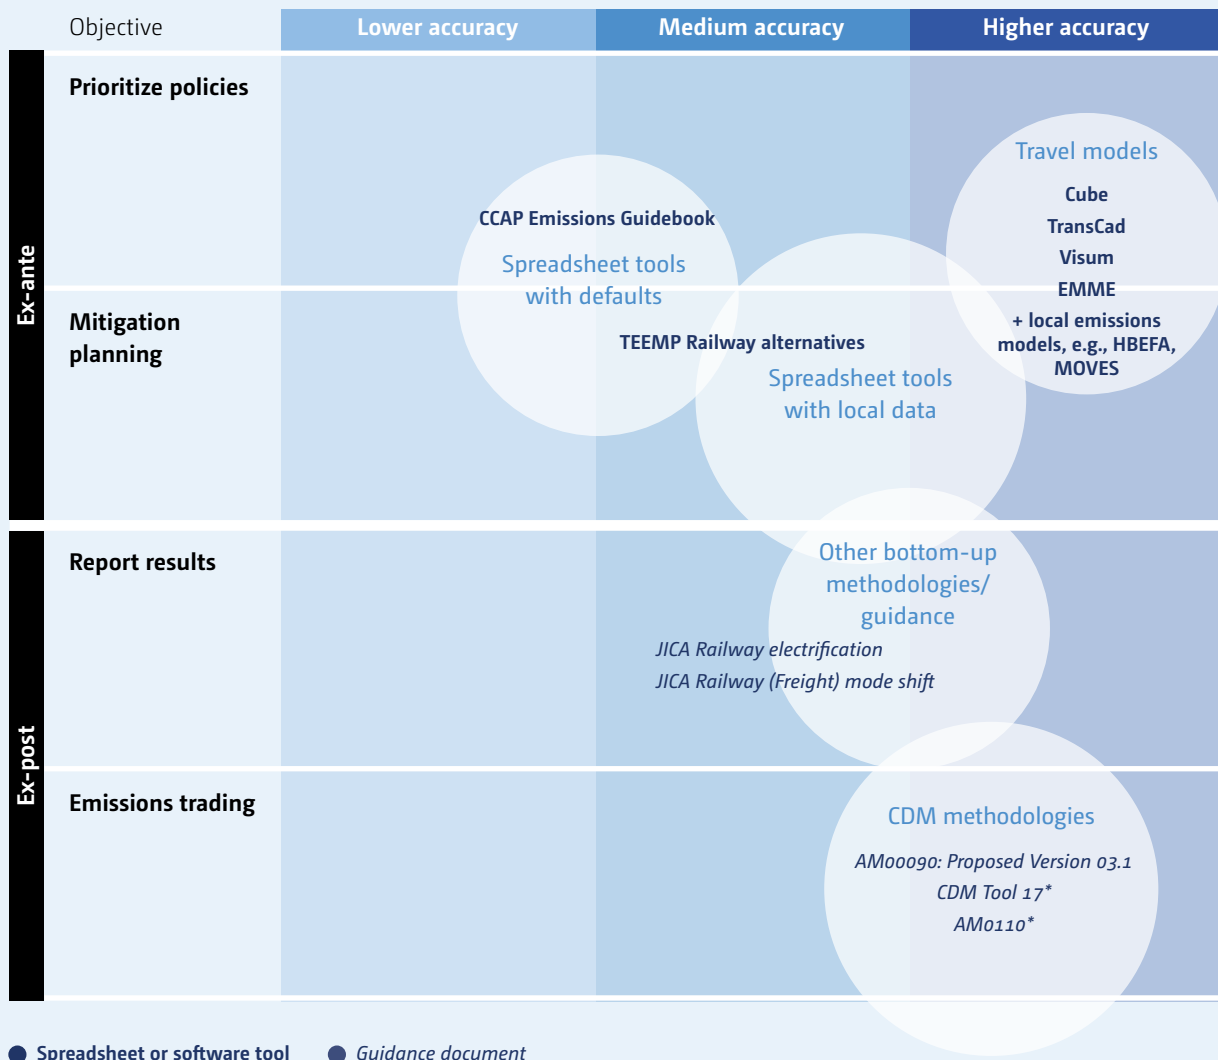 Objective
Lower accuracy
Medium accuracy
Higher accuracy
Ex-ante
Prioritize policies
Travel models
Cube
TransCad
Visum
EMME
+ local emissions
models, e.g., HBEFA,
MOVES
CCAP Emissions Guidebook
Spreadsheet tools
with defaults
Mitigation
planning
TEEMP Railway alternatives
Spreadsheet tools
with local data
Ex-post
Report results
Other bottom-up
methodologies/
guidance
JICA Railway electrification
JICA Railway (Freight) mode shift
Emissions trading
CDM methodologies
AM00090: Proposed Version 03.1
CDM Tool 17*
AM0110*
Spreadsheet or software tool
Guidance document